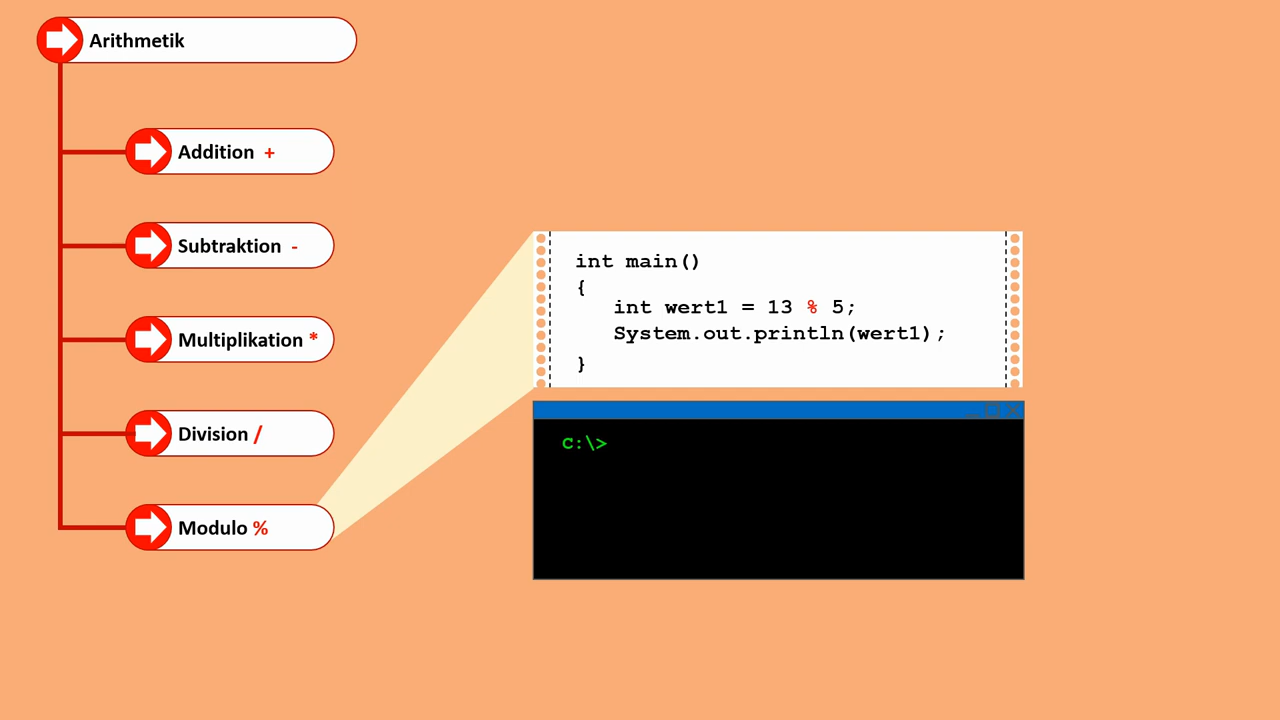 Arithmetik
Addition +
Subtraktion -
Multiplikation *
Division /
Modulo %
int main()
{
int wert1 = 13 % 5;
System.out.println(wert1);
}
C:\>